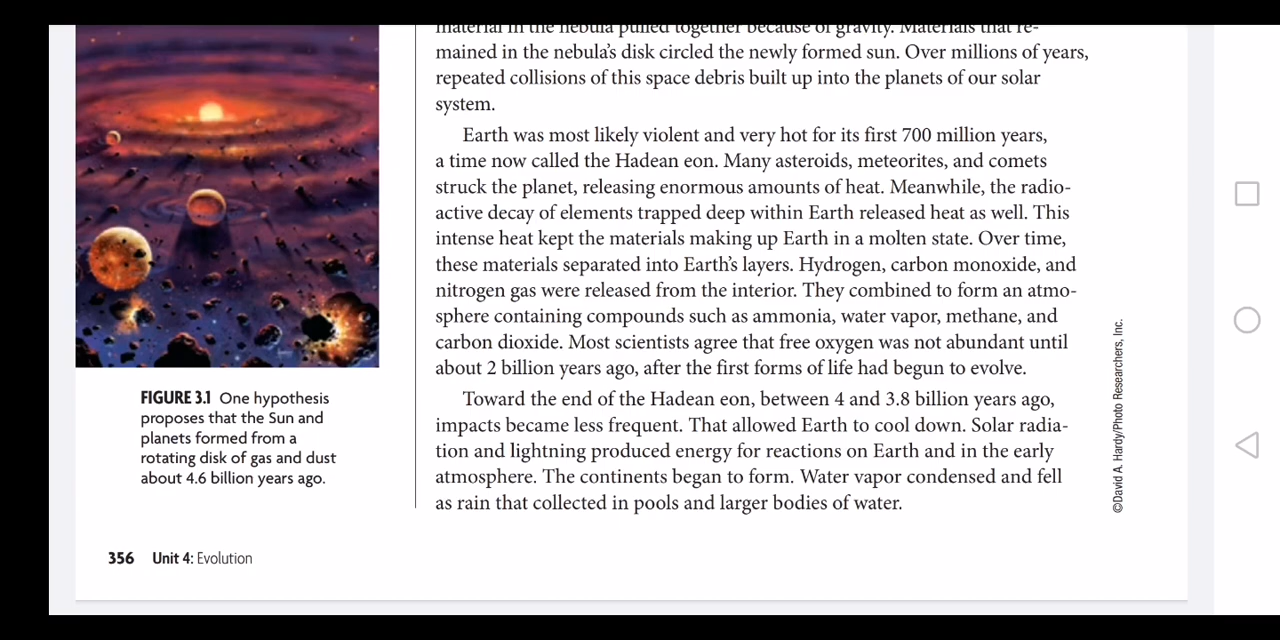 material in the nebula pulled together because of gravity. Materials that re-
mained in the nebula's disk circled the newly formed sun. Over millions of years,
repeated collisions of this space debris built up into the planets of our solar
system.
Earth was most likely violent and very hot for its first 700 million years,
a time now called the Hadean eon. Many asteroids, meteorites, and comets
struck the planet, releasing enormous amounts of heat. Meanwhile, the radio-
active decay of elements trapped deep within Earth released heat as well. This
intense heat kept the materials making up Earth in a molten state. Over time,
these materials separated into Earth's layers. Hydrogen, carbon monoxide, and
nitrogen gas were released from the interior. They combined to form an atmo-
sphere containing compounds such as ammonia, water vapor, methane, and
carbon dioxide. Most scientists agree that free oxygen was not abundant until
about 2 billion years ago, after the first forms of life had begun to evolve.
Toward the end of the Hadean eon, between 4 and 3.8 billion years ago,
impacts became less frequent. That allowed Earth to cool down. Solar radia-
tion and lightning produced energy for reactions on Earth and in the early
atmosphere. The continents began to form. Water vapor condensed and fell
as rain that collected in pools and larger bodies of water.
FIGURE 3.1 One hypothesis
proposes that the Sun and
planets formed from a
rotating disk of gas and dust
about 4.6 billion years ago.
©David A. Hardy/Photo Researchers, Inc.
356 Unit 4: Evolution